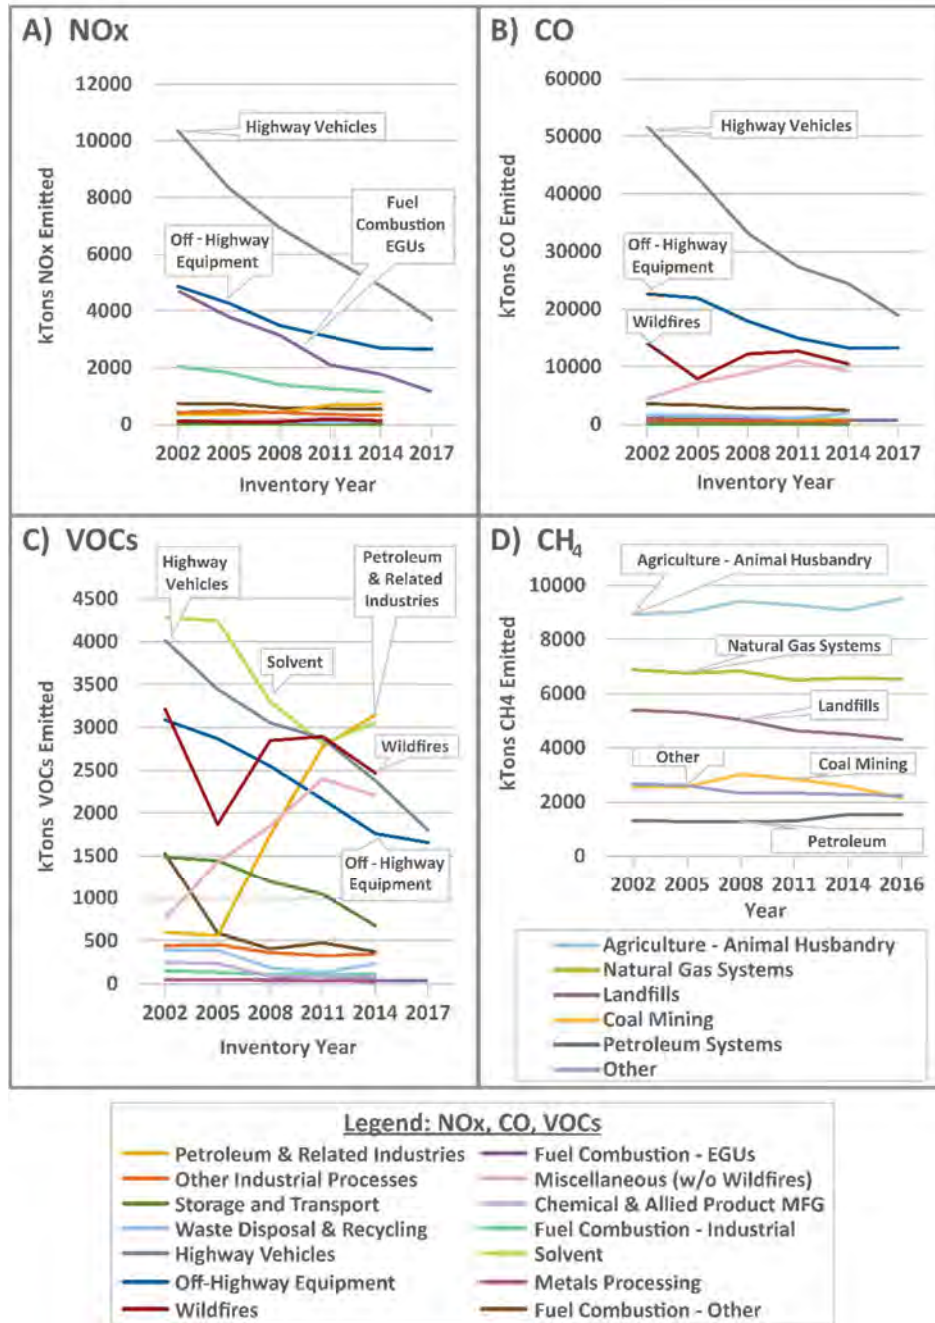 A) NOx
12000
10000
8000
6000
4000
2000
0
kTons NOx Emitted
Highway Vehicles
Fuel
Combustion
EGUs
Off - Highway
Equipment
2002 2005 2008 2011 2014 2017
Inventory Year
B) CO
60000
50000
40000
30000
20000
10000
0
kTons CO Emitted
Highway Vehicles
Off - Highway
Equipment
Wildfires
2002 2005 2008 2011 2014 2017
Inventory Year
C) VOCs
4500
4000
3500
3000
2500
2000
1500
1000
500
0
kTons VOCs Emitted
Highway
Vehicles
Petroleum
& Related
Industries
Solvent
Wildfires
Off - Highway
Equipment
2002 2005 2008 2011 2014 2017
Inventory Year
D) CH4
10000
8000
6000
4000
2000
0
kTons CH4 Emitted
Agriculture - Animal Husbandry
Natural Gas Systems
Landfills
Other
Coal Mining
Petroleum
2002 2005 2008 2011 2014 2016
Year
Agriculture - Animal Husbandry
Natural Gas Systems
Landfills
Coal Mining
Petroleum Systems
Other
Legend: NOx, CO, VOCs
Petroleum & Related Industries
Other Industrial Processes
Storage and Transport
Waste Disposal & Recycling
Highway Vehicles
Off-Highway Equipment
Wildfires
Fuel Combustion - EGUs
Miscellaneous (w/o Wildfires)
Chemical & Allied Product MFG
Fuel Combustion - Industrial
Solvent
Metals Processing
Fuel Combustion - Other